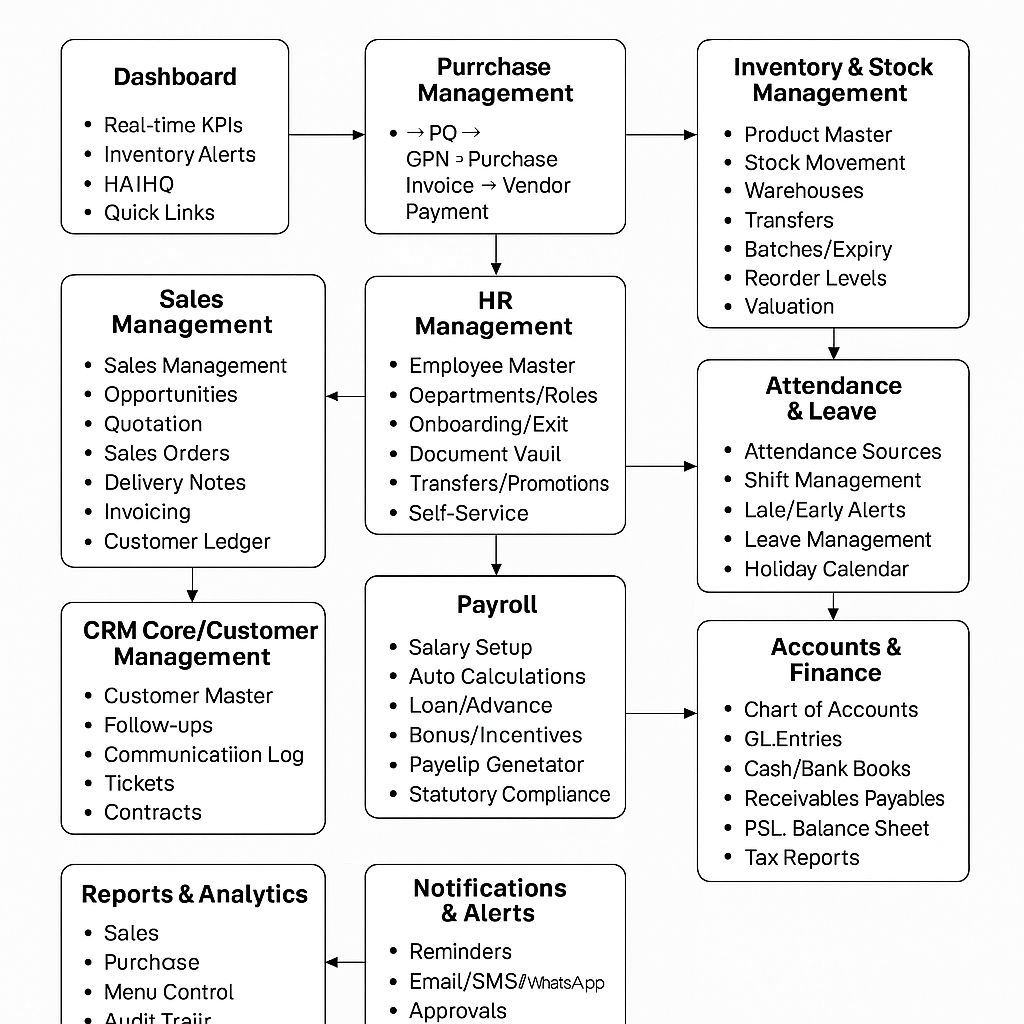 Dashboard
• Real-time KPIs
• Inventory Alerts
• HAIHQ
• Quick Links
Purrchase
Management
• → PQ →
GPN ⊃ Purchase
Invoice → Vendor
Payment
Inventory & Stock
Management
• Product Master
• Stock Movement
• Warehouses
• Transfers
• Batches/Expiry
• Reorder Levels
• Valuation
Sales
Management
• Sales Management
• Opportunities
• Quotation
• Sales Orders
• Delivery Notes
• Invoicing
• Customer Ledger
HR
Management
• Employee Master
• Oepartments/Roles
• Onboarding/Exit
• Document Vauil
• Transfers/Promotions
• Self-Service
Attendance
& Leave
• Attendance Sources
• Shift Management
• Lale/Early Alerts
• Leave Management
• Holiday Calendar
CRM Core/Customer
Management
• Customer Master
• Follow-ups
• Communicatiion Log
• Tickets
• Contracts
Payroll
• Salary Setup
• Auto Calculations
• Loan/Advance
• Bonus/Incentives
• Payelip Genetator
• Statutory Compliance
Accounts &
Finance
• Chart of Accounts
• GL.Entries
• Cash/Bank Books
• Receivables Payables
• PSL. Balance Sheet
• Tax Reports
Reports & Analytics
• Sales
• Purchase
• Menu Control
• Audit
Notifications
& Alerts
• Reminders
• Email/SMS//WhatsApp
• Approvals